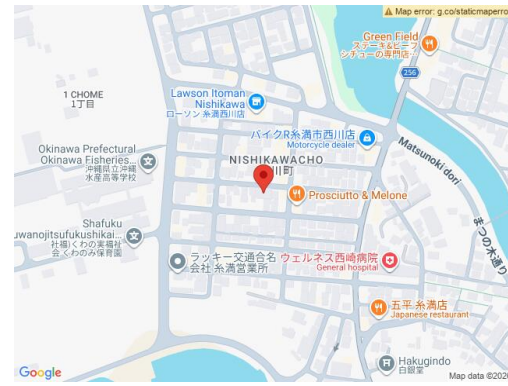 Map error: g.co/staticmaperro
Green Field
ステーキ&ビーフ
シチューの専門店…
256
1 CHOME
1丁目
Lawson Itoman
Nishikawa
ローソン 糸満西川店
バイクR糸満市西川店
Motorcycle dealer
Matsunoki dori
Okinawa Prefectural
Okinawa Fisheries...
沖縄県立沖縄
水産高等学校
NISHIKAWACHO
川町
Prosciutto & Melone
Shafuku
uwanojitsufukushikai...
社福)くわの実福祉
会 くわのみ保育園
まつの木通り
ラッキー交通合名
会社 糸満営業所
ウェルネス西崎病院
General hospital
五平 糸満店
Japanese restaurant
Hakugindo
白銀堂
Google
Map data ©2026